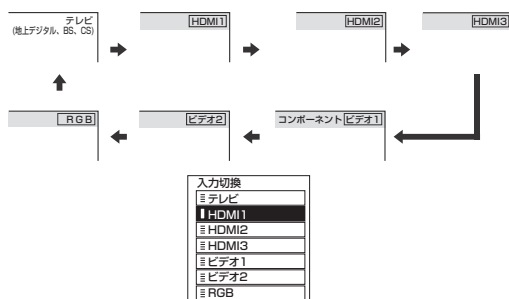 テレビ
(地上デジタル、BS、CS)
HDMI1
HDMI2
HDMI3
RGB
ビデオ2
コンポーネント ビデオ1
入力切換
テレビ
HDMI1
HDMI2
HDMI3
ビデオ1
ビデオ2
RGB